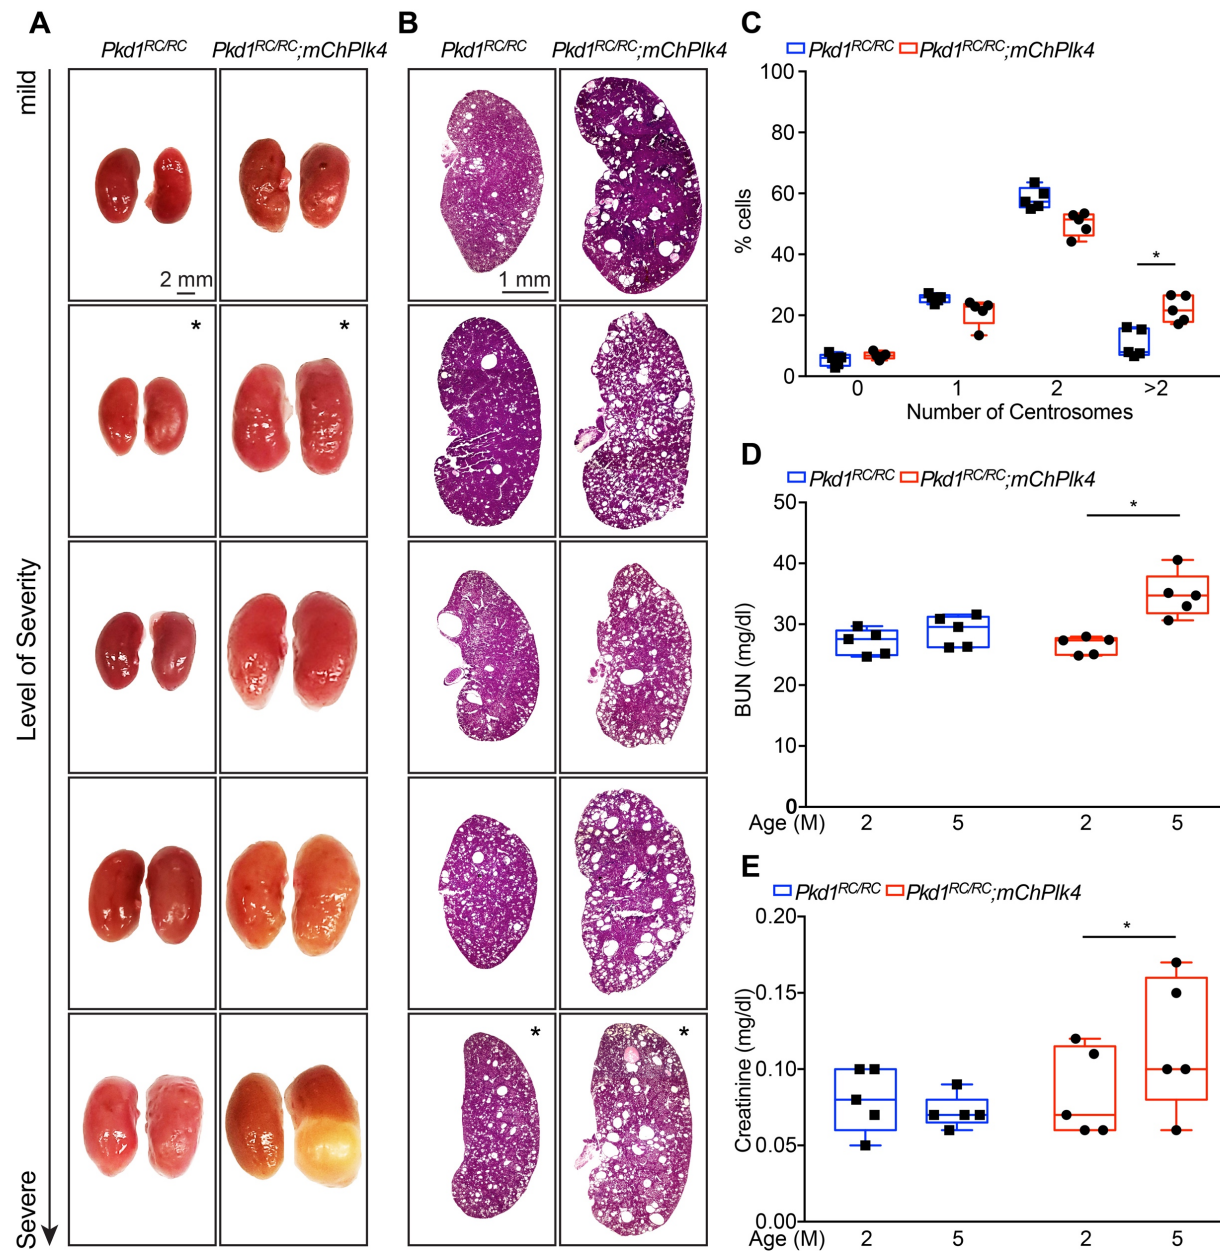 A
Pkd1RC/RC
Pkd1RC/RC;mChPlk4
mild
Level of Severity
Severe
2 mm
*
*
B
Pkd1RC/RC
Pkd1RC/RC;mChPlk4
1 mm
*
*
C
Pkd1RC/RC
Pkd1RC/RC;mChPlk4
100
80
60
40
20
0
% cells
*
0 1 2 >2
Number of Centrosomes
D
Pkd1RC/RC
Pkd1RC/RC;mChPlk4
50
40
30
20
10
0
BUN (mg/dl)
*
Age (M) 2 5 2 5
E
Pkd1RC/RC
Pkd1RC/RC;mChPlk4
0.20
0.15
0.10
0.05
0.00
Creatinine (mg/dl)
*
Age (M) 2 5 2 5